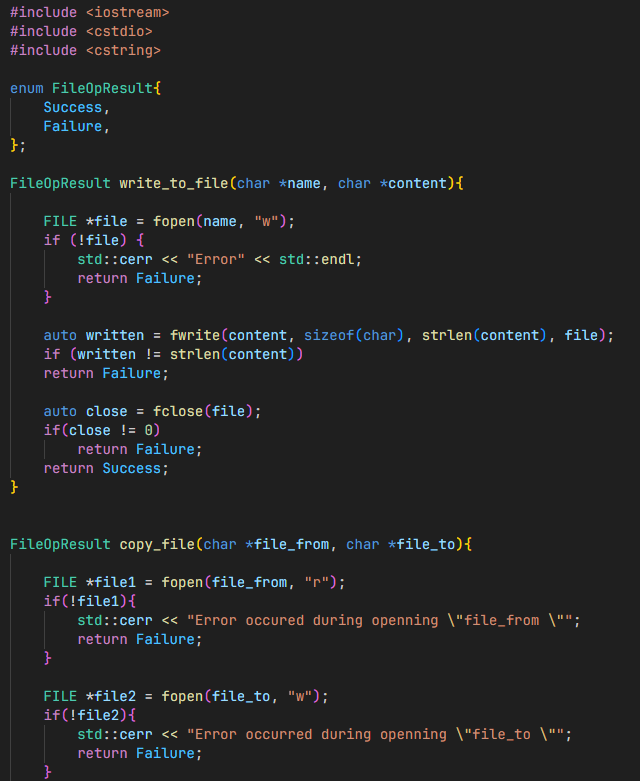 #include <iostream>
#include <cstdio>
#include <cstring>
enum FileOpResult{
    Success,
    Failure,
};
FileOpResult write_to_file(char *name, char *content){
    FILE *file = fopen(name, "w");
    if (!file) {
        std::cerr << "Error" << std::endl;
        return Failure;
    }
    auto written = fwrite(content, sizeof(char), strlen(content), file);
    if (written != strlen(content))
    return Failure;
    auto close = fclose(file);
    if(close != 0)
        return Failure;
    return Success;
}
FileOpResult copy_file(char *file_from, char *file_to){
    FILE *file1 = fopen(file_from, "r");
    if(!file1){
        std::cerr << "Error occured during openning \"file_from \"";
        return Failure;
    }
    FILE *file2 = fopen(file_to, "w");
    if(!file2){
        std::cerr << "Error occurred during openning \"file_to \"";
        return Failure;
    }